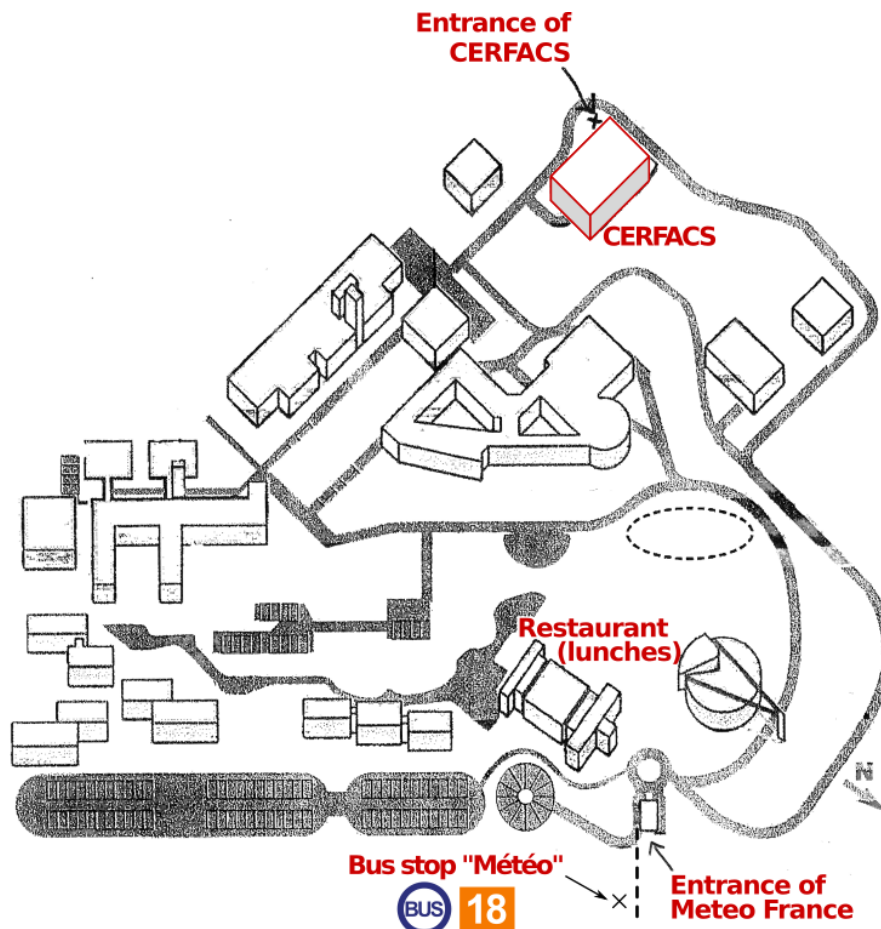 Entrance of
CERFACS
CERFACS
Restaurant
(lunches)
N
Bus stop "Météo"
BUS
18
Entrance of
Meteo France